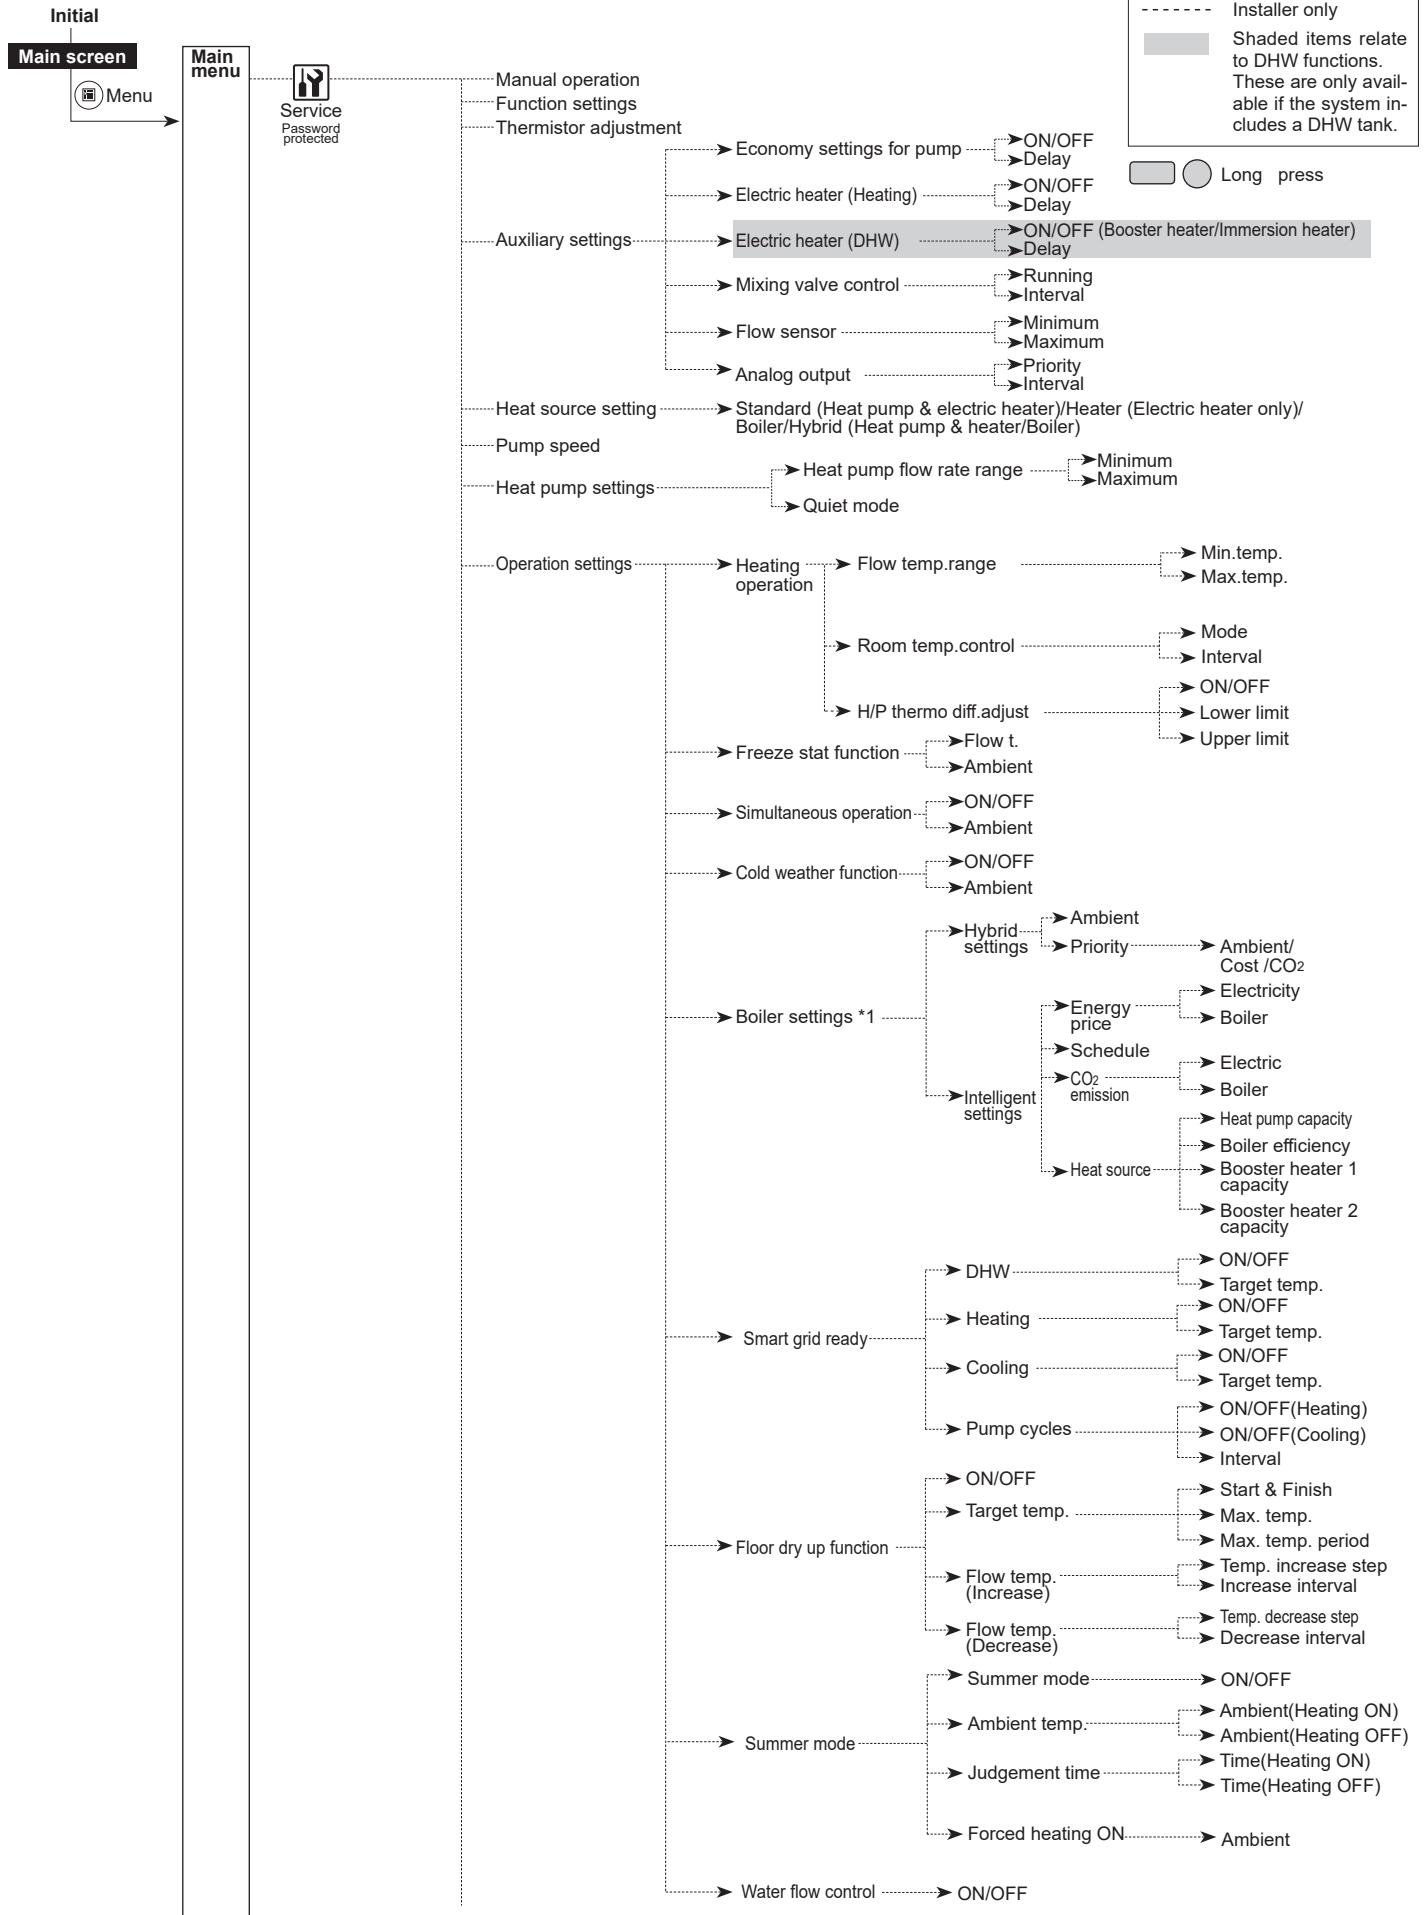 Initial
Main screen
Menu
Main
menu
Service
Password
protected
Installer only
Shaded items relate
to DHW functions.
These are only avail-
able if the system in-
cludes a DHW tank.
Long press
Manual operation
Function settings
Thermistor adjustment
Auxiliary settings
Economy settings for pump
ON/OFF
Delay
Electric heater (Heating)
ON/OFF
Delay
Electric heater (DHW)
ON/OFF (Booster heater/Immersion heater)
Delay
Mixing valve control
Running
Interval
Flow sensor
Minimum
Maximum
Analog output
Priority
Interval
Heat source setting
Standard (Heat pump & electric heater)/Heater (Electric heater only)/
Boiler/Hybrid (Heat pump & heater/Boiler)
Pump speed
Heat pump settings
Heat pump flow rate range
Minimum
Maximum
Quiet mode
Operation settings
Heating
operation
Flow temp.range
Min.temp.
Max.temp.
Room temp.control
Mode
Interval
H/P thermo diff.adjust
ON/OFF
Lower limit
Upper limit
Freeze stat function
Flow t.
Ambient
Simultaneous operation
ON/OFF
Ambient
Cold weather function
ON/OFF
Ambient
Boiler settings *1
Hybrid
settings
Ambient
Priority
Ambient/
Cost /CO2
Intelligent
settings
Energy
price
Electricity
Boiler
Schedule
CO2
emission
Electric
Boiler
Heat source
Heat pump capacity
Boiler efficiency
Booster heater 1
capacity
Booster heater 2
capacity
Smart grid ready
DHW
ON/OFF
Target temp.
Heating
ON/OFF
Target temp.
Cooling
ON/OFF
Target temp.
Pump cycles
ON/OFF(Heating)
ON/OFF(Cooling)
Interval
Floor dry up function
ON/OFF
Target temp.
Start & Finish
Max. temp.
Max. temp. period
Flow temp.
(Increase)
Temp. increase step
Increase interval
Flow temp.
(Decrease)
Temp. decrease step
Decrease interval
Summer mode
Summer mode
ON/OFF
Ambient temp.
Ambient(Heating ON)
Ambient(Heating OFF)
Judgement time
Time(Heating ON)
Time(Heating OFF)
Forced heating ON
Ambient
Water flow control
ON/OFF